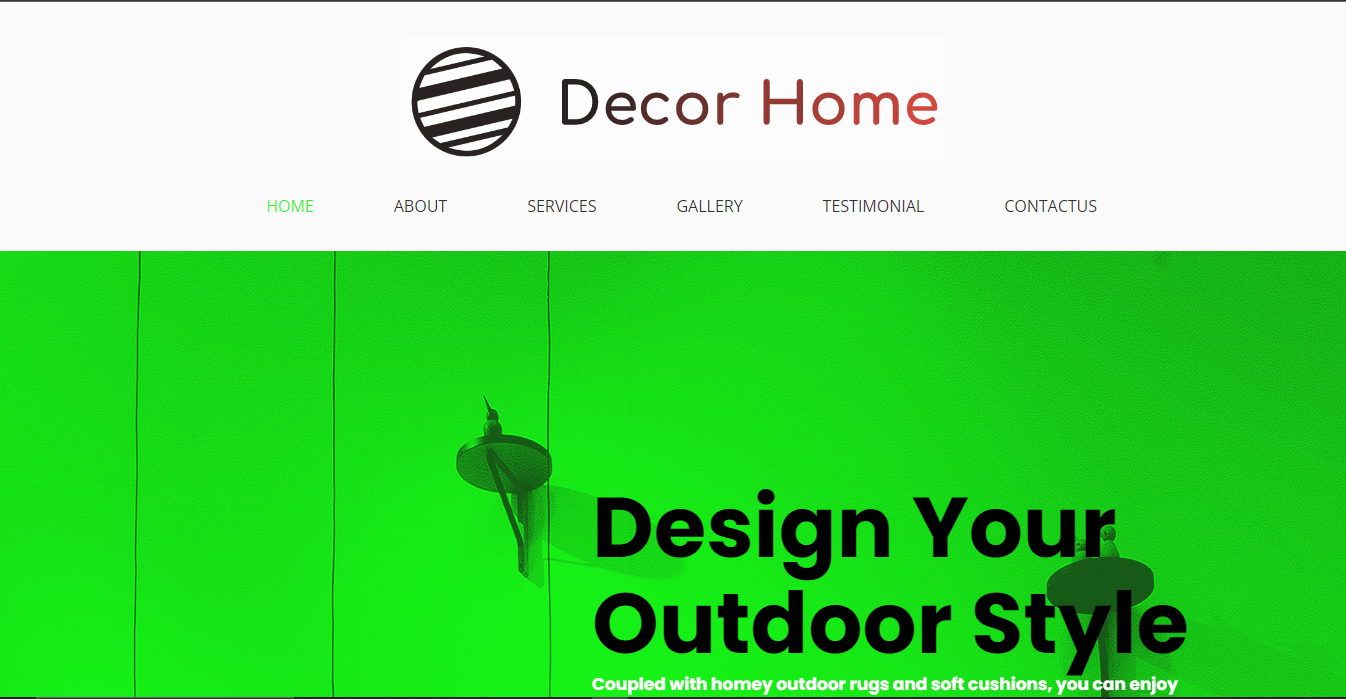 Decor Home
HOME ABOUT SERVICES GALLERY TESTIMONIAL CONTACTUS
Design Your
Outdoor Style
Coupled with homey outdoor rugs and soft cushions, you can enjoy